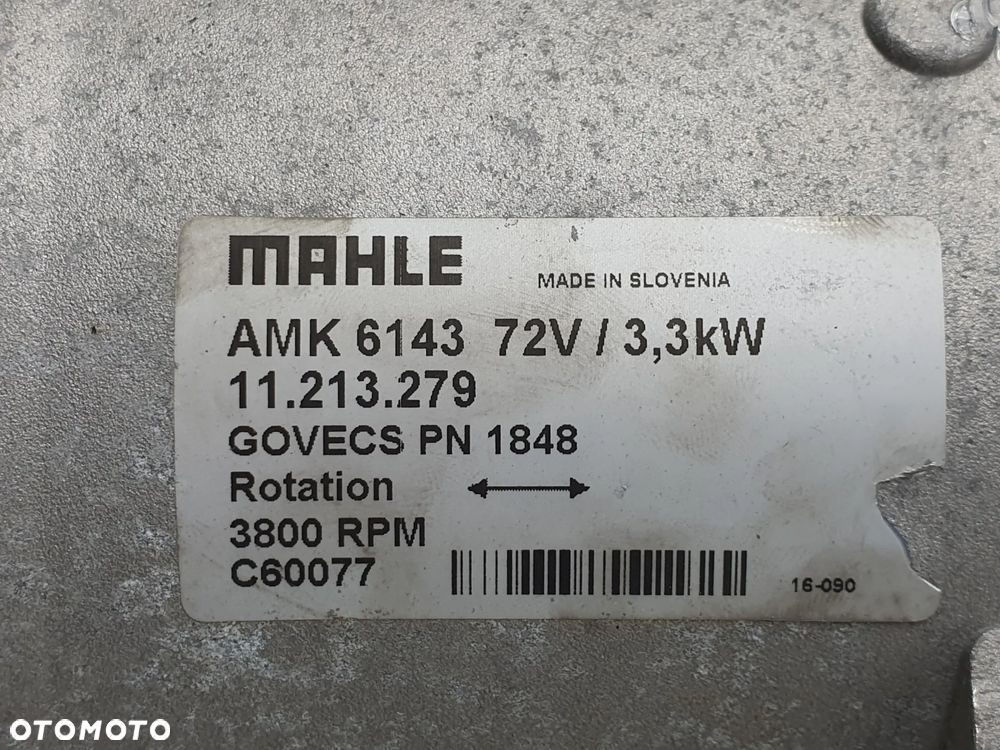 MAHLE MADE IN SLOVENIA
AMK 6143 72V / 3,3kW
11.213.279
GOVECS PN 1848
Rotation
3800 RPM
C60077
16-090
OTOMOTO